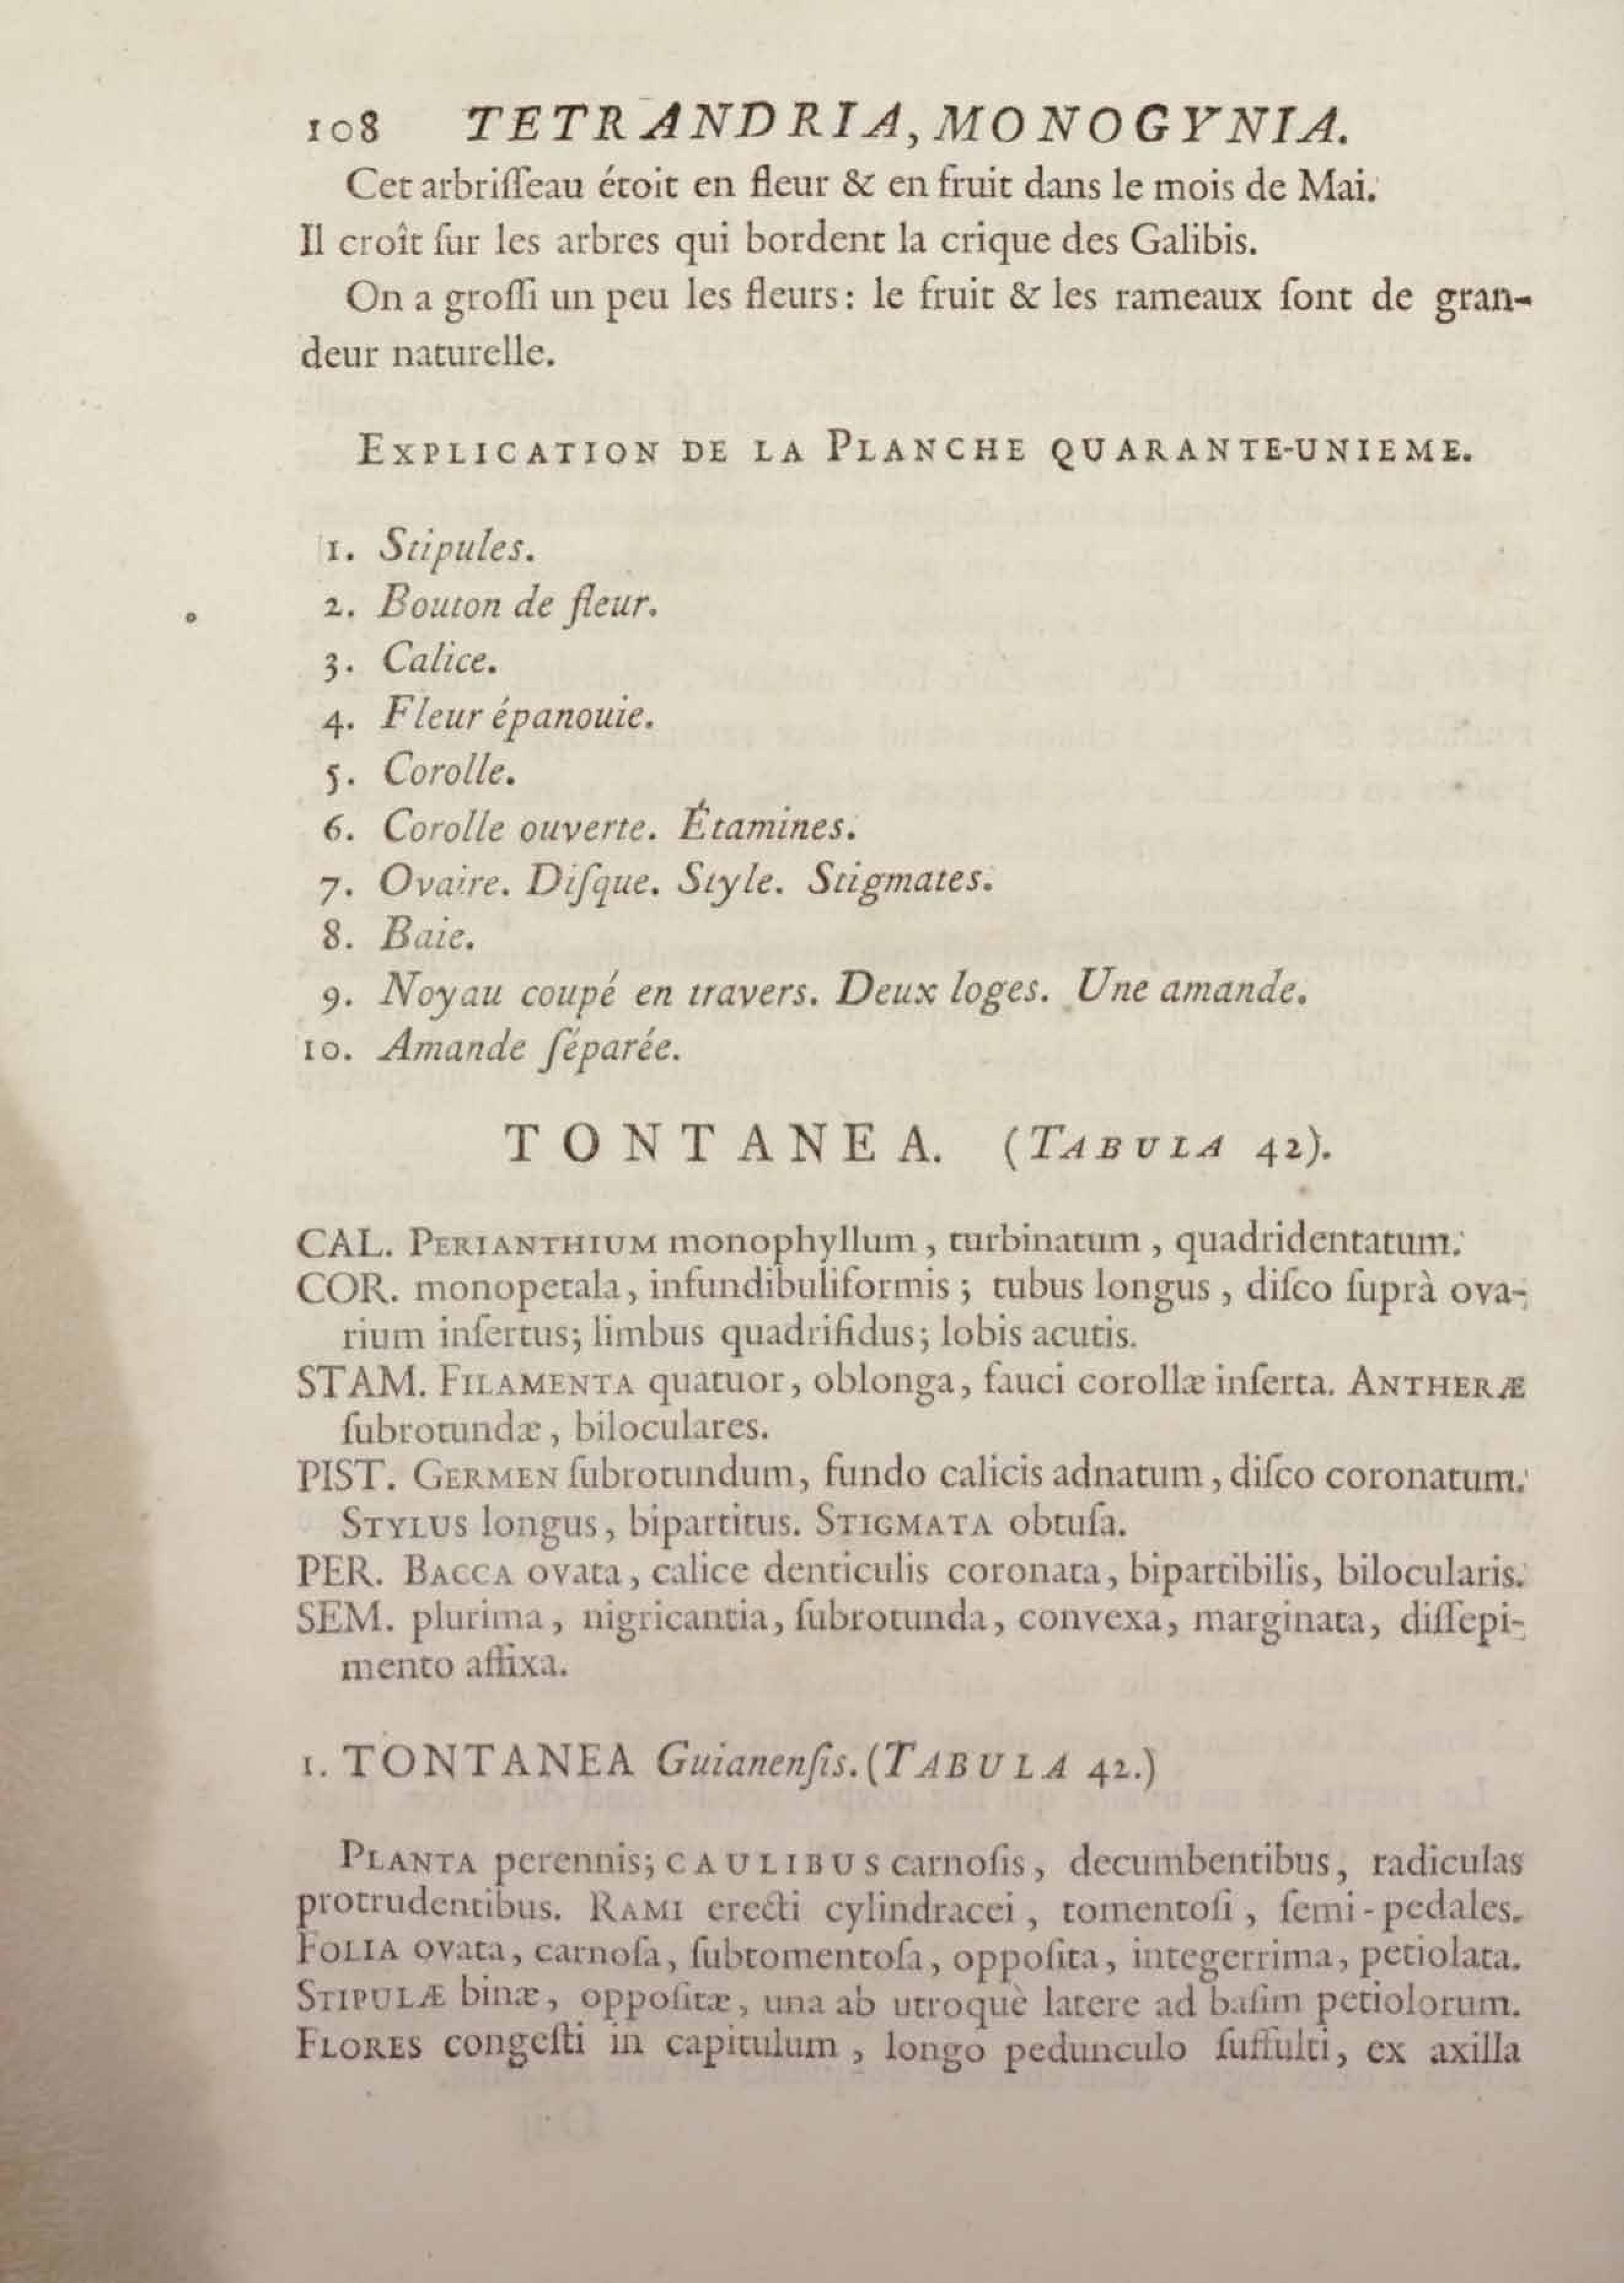 108 TETRANDRIA, MONOGYNIA.
Cet arbriſſeau étoit en fleur & en fruit dans le mois de Mai.
Il croît ſur les arbres qui bordent la crique des Galibis.
On a groſſi un peu les fleurs : le fruit & les rameaux ſont de gran-
deur naturelle.
EXPLICATION DE LA PLANCHE QUARANTE-UNIEME.
1. Stipules.
2. Bouton de fleur.
3. Calice.
4. Fleur épanouie.
5. Corolle.
6. Corolle ouverte. Étamines.
7. Ovaire. Diſque. Style. Stigmates.
8. Baie.
9. Noyau coupé en travers. Deux loges. Une amande.
10. Amande ſéparée.
TONTANEA. (TABULA 42).
CAL. PERIANTHIUM monophyllum, turbinatum, quadridentatum.
COR. monopetala, infundibuliformis ; tubus longus, diſco ſuprà ova-
rium inſertus; limbus quadrifidus; lobis acutis.
STAM. FILAMENTA quatuor, oblonga, fauci corollæ inſerta. ANTHERÆ
ſubrotundæ, biloculares.
PIST. GERMEN ſubrotundum, fundo calicis adnatum, diſco coronatum.
STYLUS longus, bipartitus. STIGMATA obtuſa.
PER. BACCA ovata, calice denticulis coronata, bipartibilis, bilocularis.
SEM. plurima, nigricantia, ſubrotunda, convexa, marginata, diſſepi-
mento affixa.
1. TONTANEA Guianenſis. (TABULA 42.)
PLANTA perennis; CAULIBUS carnoſis, decumbentibus, radiculas
protrudentibus. RAMI erecti cylindracei, tomentoſi, ſemi-pedales.
FOLIA ovata, carnoſa, ſubtomentoſa, oppoſita, integerrima, petiolata.
STIPULÆ binæ, oppoſitæ, una ab utroquè latere ad baſim petiolorum.
FLORES congeſti in capitulum, longo pedunculo ſuffulti, ex axilla